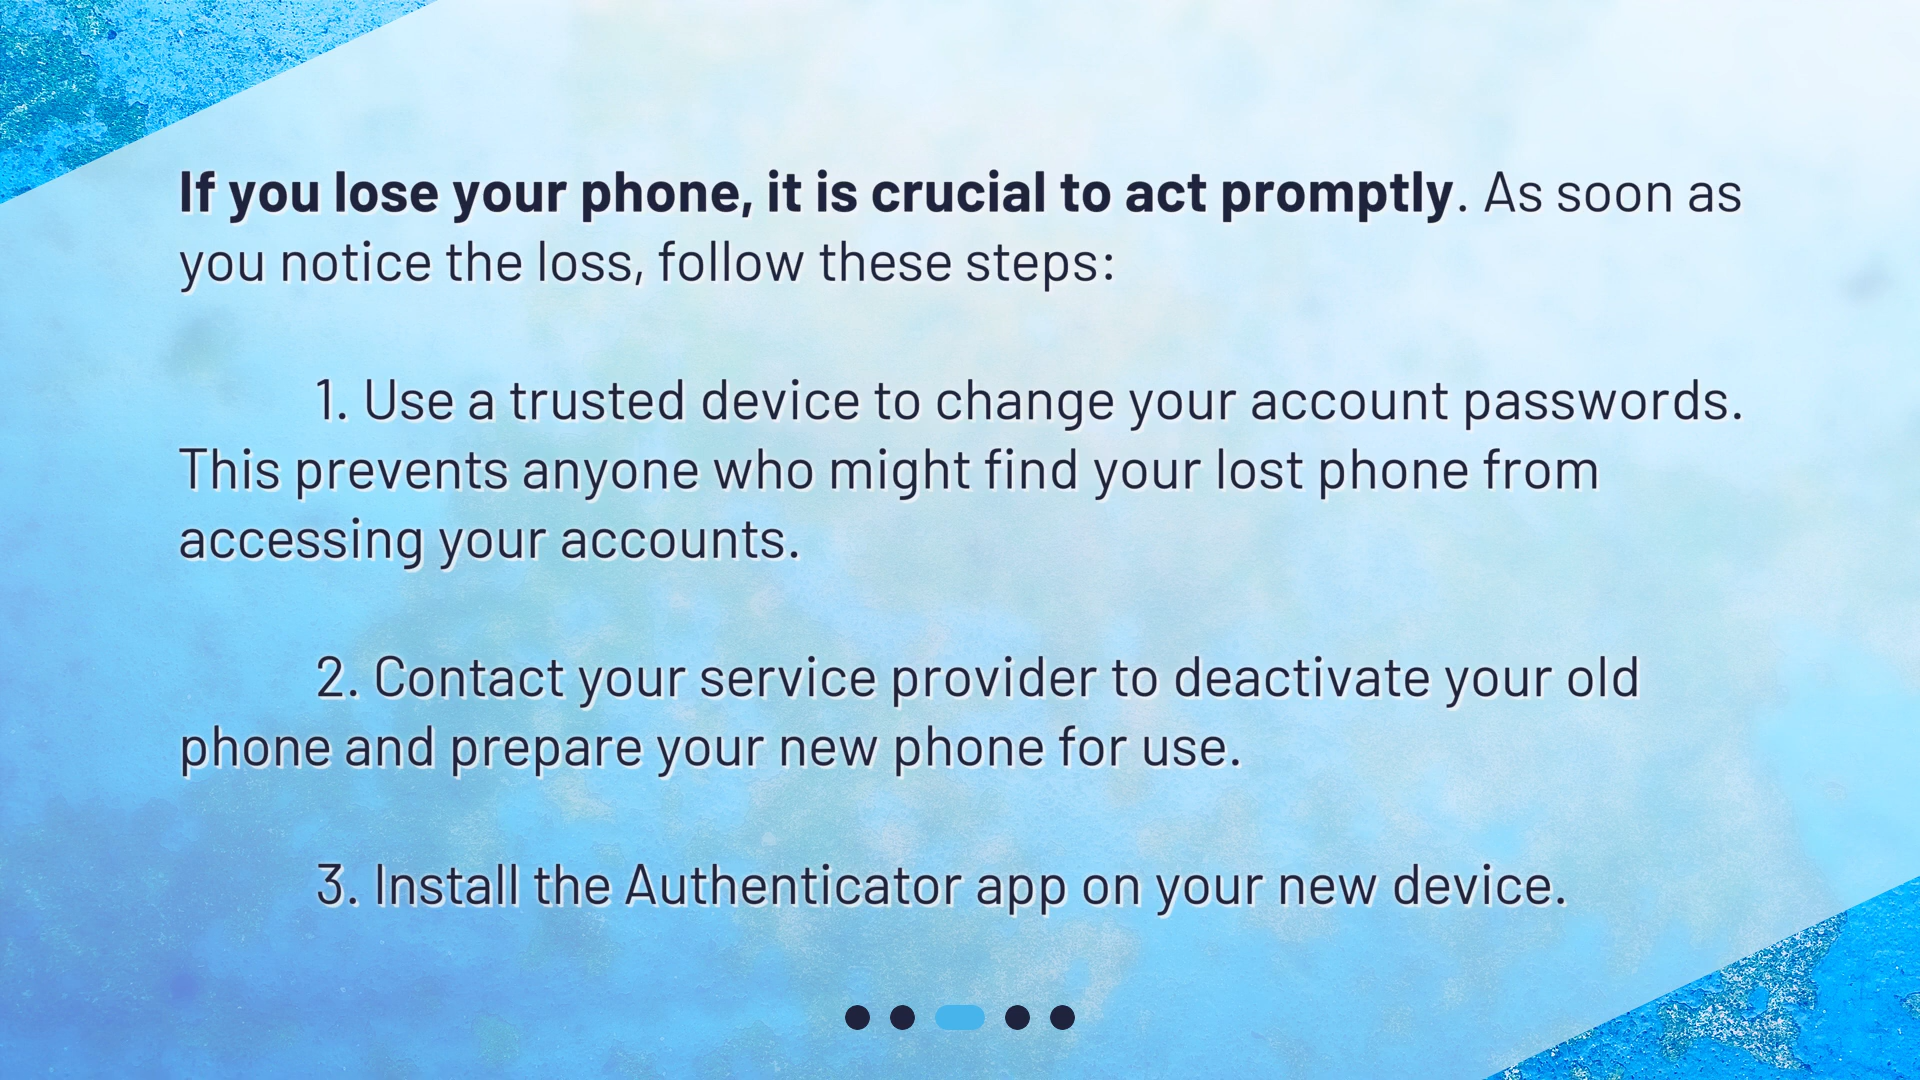 If you lose your phone, it is crucial to act promptly. As soon as
you notice the loss, follow these steps:
1. Use a trusted device to change your account passwords.
This prevents anyone who might find your lost phone from
accessing your accounts.
2. Contact your service provider to deactivate your old
phone and prepare your new phone for use.
3. Install the Authenticator app on your new device.